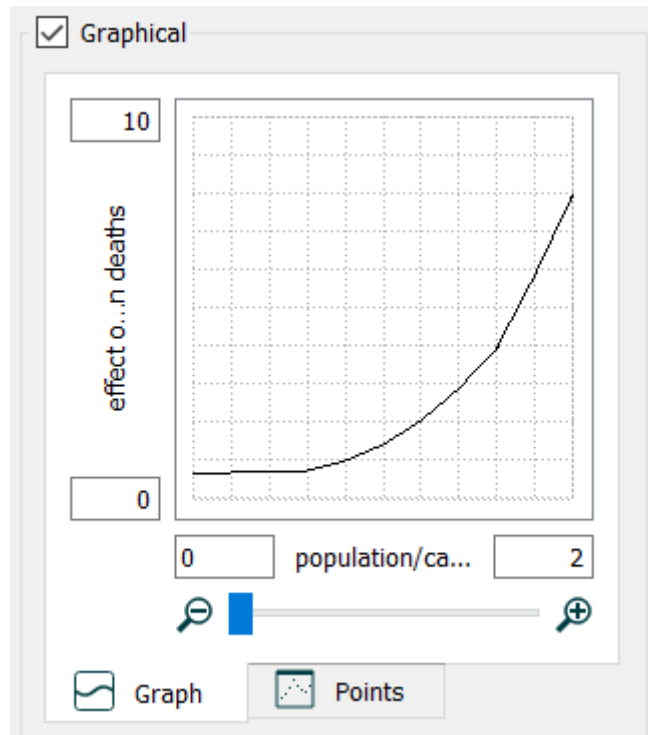 Graphical
10
effect o...n deaths
0
0 population/ca... 2
Graph Points